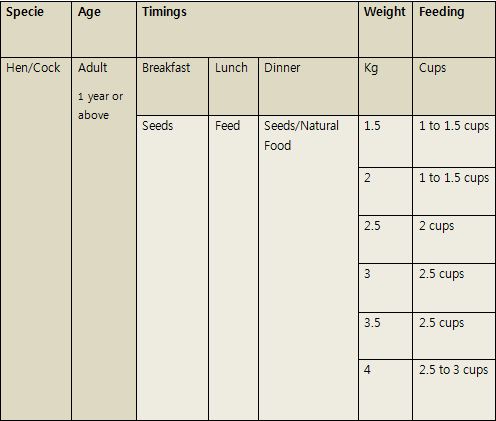 Specie Age Timings Weight Feeding
Hen/Cock Adult Breakfast Lunch Dinner Kg Cups
1 year or
above
Seeds Feed Seeds/Natural 1.5 1 to 1.5 cups
Food
2 1 to 1.5 cups
2.5 2 cups
3 2.5 cups
3.5 2.5 cups
4 2.5 to 3 cups